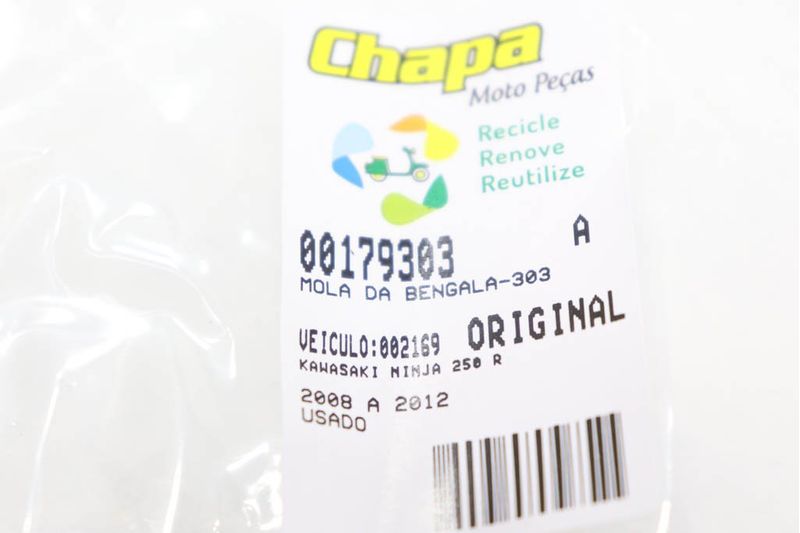 Chapa
Moto Peças
Recicle
Renove
Reutilize
00179303 A
MOLA DA BENGALA-303
VEICULO:002169 ORIGINAL
KAWASAKI NINJA 250 R
2008 A 2012
USADO